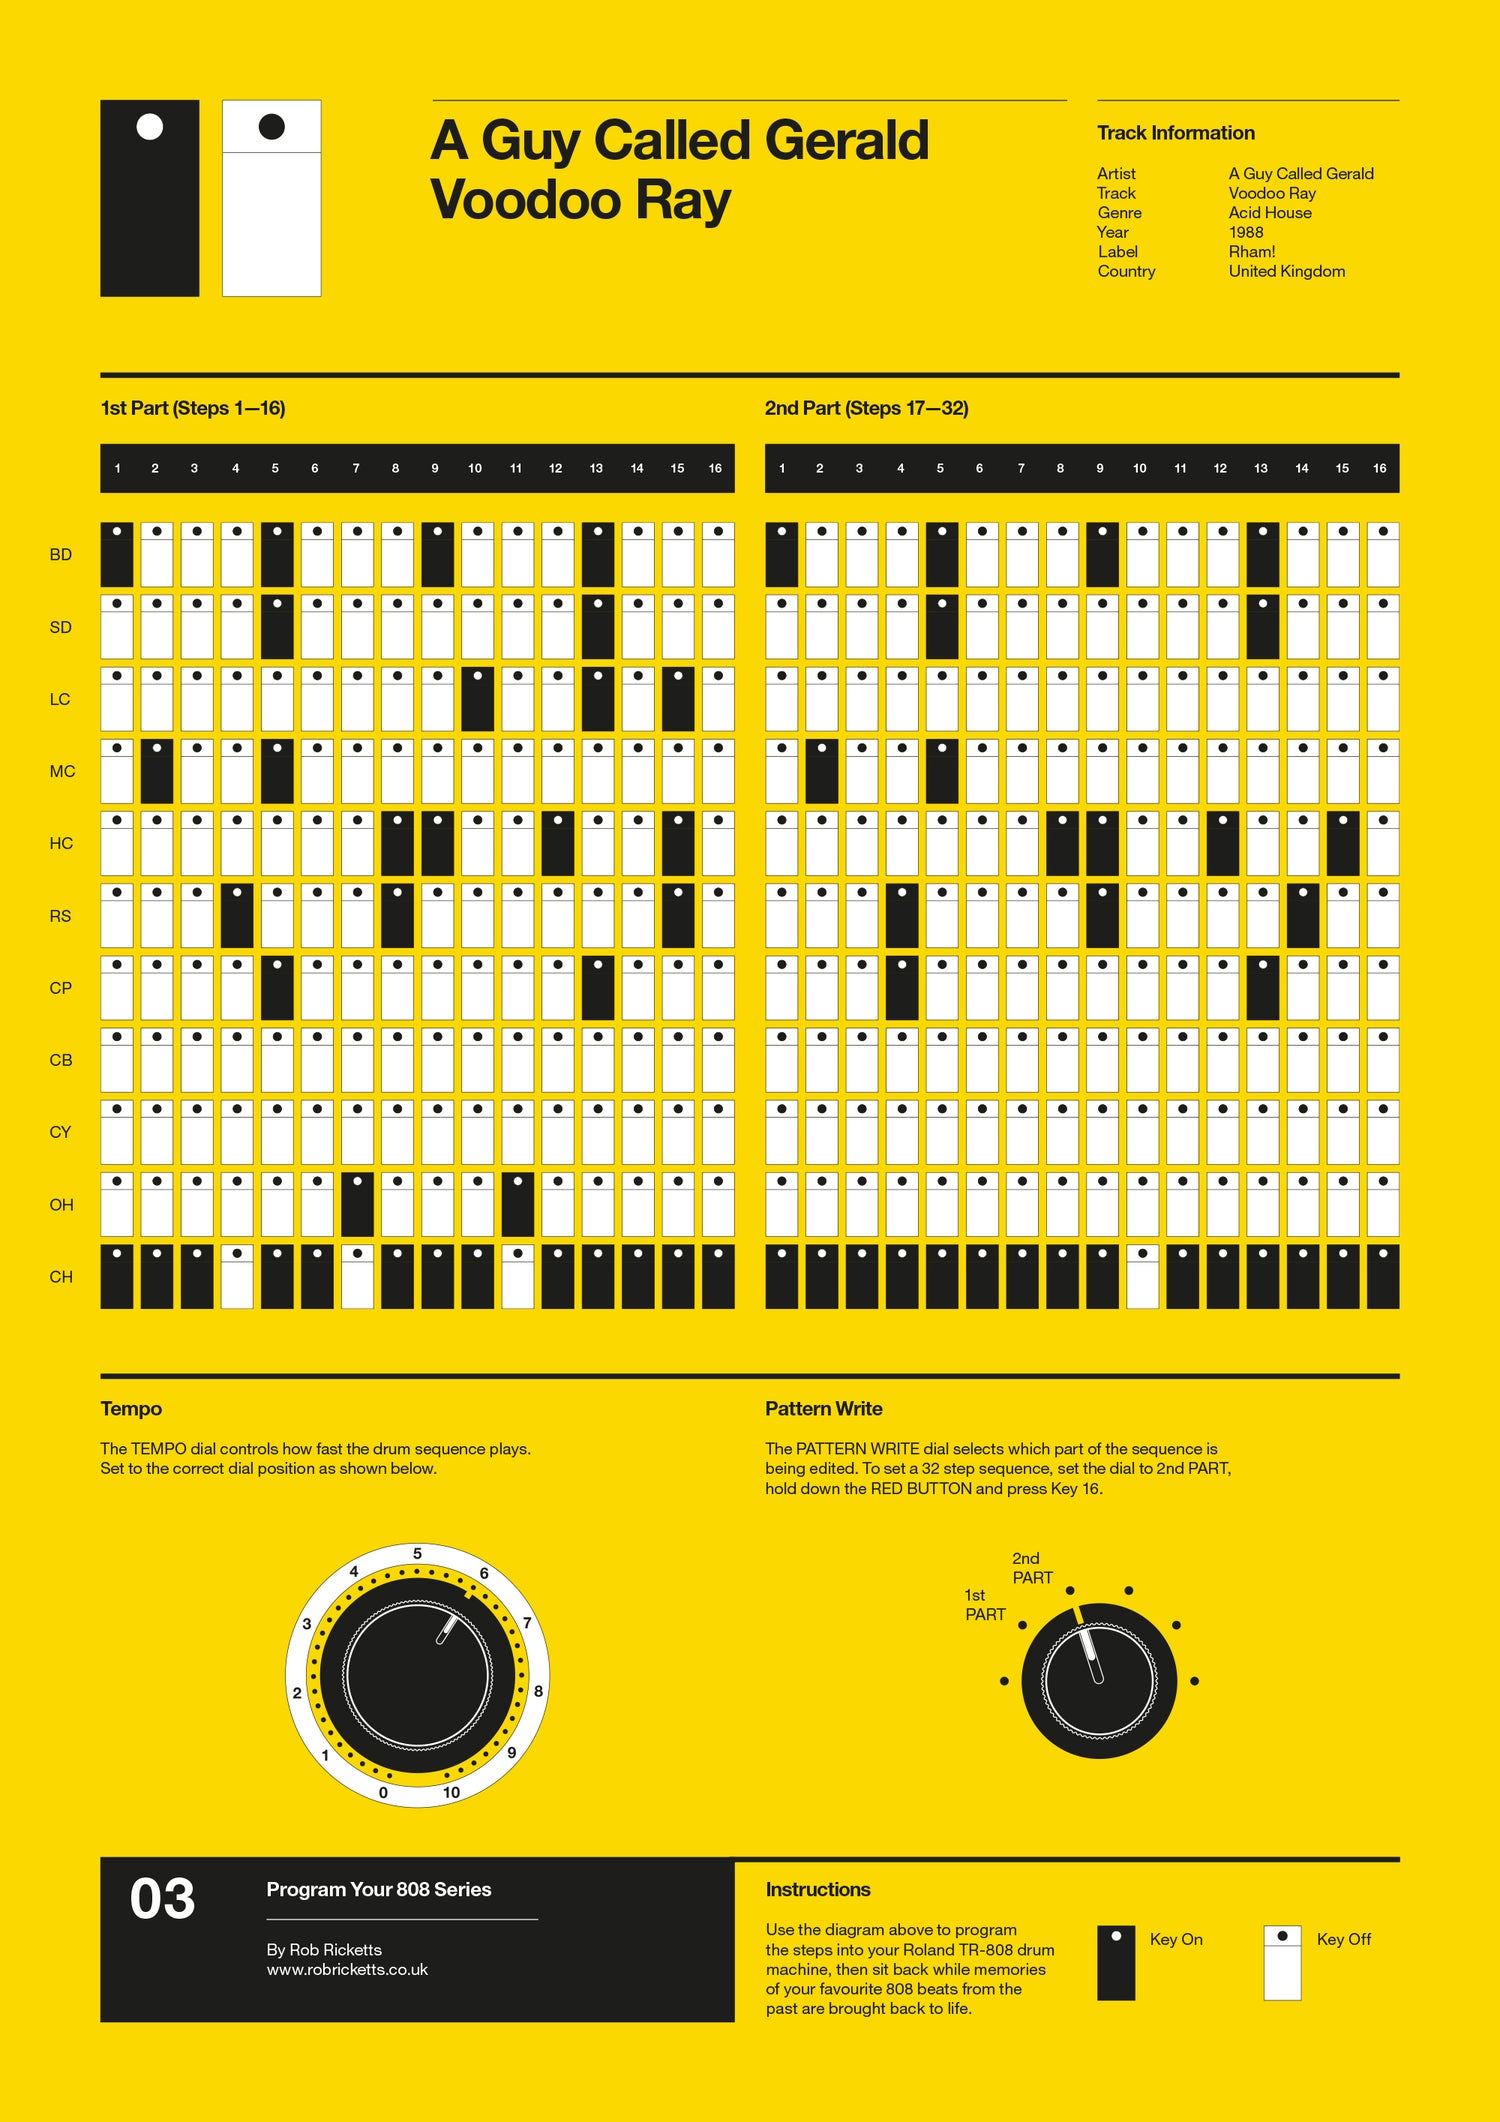 A Guy Called Gerald
Voodoo Ray
Track Information
Artist A Guy Called Gerald
Track Voodoo Ray
Genre Acid House
Year 1988
Label Rham!
Country United Kingdom
1st Part (Steps 1—16)
1 2 3 4 5 6 7 8 9 10 11 12 13 14 15 16
2nd Part (Steps 17—32)
1 2 3 4 5 6 7 8 9 10 11 12 13 14 15 16
BD
SD
LC
MC
HC
RS
CP
CB
CY
OH
CH
Tempo
The TEMPO dial controls how fast the drum sequence plays.
Set to the correct dial position as shown below.
0
1
2
3
4
5
6
7
8
9
10
Pattern Write
The PATTERN WRITE dial selects which part of the sequence is
being edited. To set a 32 step sequence, set the dial to 2nd PART,
hold down the RED BUTTON and press Key 16.
2nd
PART
1st
PART
03
Program Your 808 Series
By Rob Ricketts
www.robricketts.co.uk
Instructions
Use the diagram above to program
the steps into your Roland TR-808 drum
machine, then sit back while memories
of your favourite 808 beats from the
past are brought back to life.
Key On
Key Off